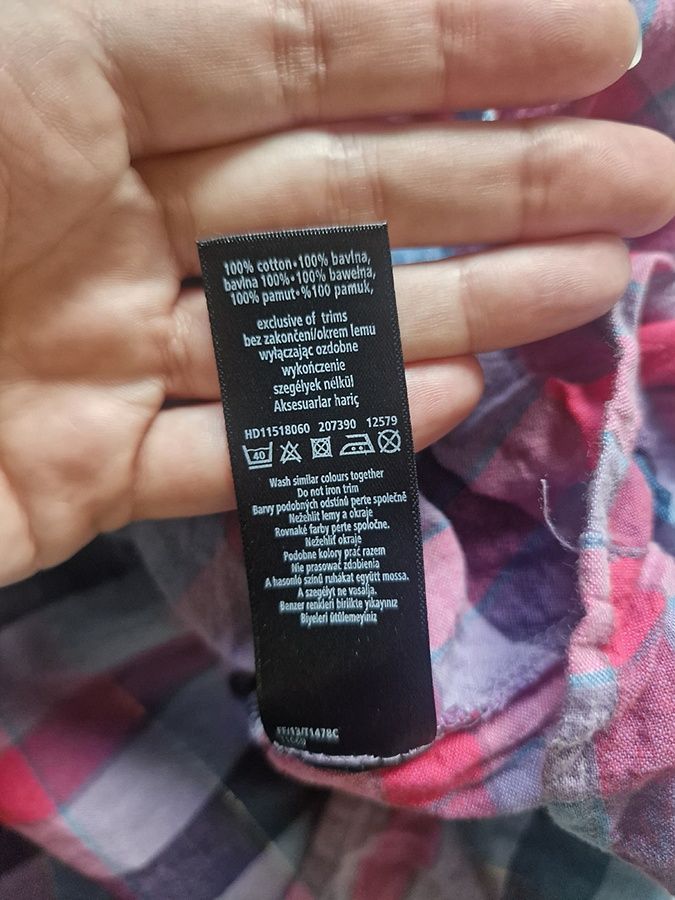 100% cotton•100% bavlna,
bavlna 100%•100% bawełna,
100% pamut•%100 pamuk,
exclusive of trims
bez zakončení/okrem lemu
wyłączając ozdobne
wykończenie
szegélyek nélkül
Aksesuarlar hariç
HD11518060 207390 12579
40
Wash similar colours together
Do not iron trim
Barvy podobných odstínů perte společně
Nežehlit lemy a okraje
Rovnaké farby perte spoločne.
Nežehliť okraje
Podobne kolory prać razem
Nie prasować zdobienia
A hasonló színű ruhákat együtt mossa.
A szegélyt ne vasalja.
Benzer renkleri birlikte yıkayınız
Biyeleri ütülemeyiniz
FF/13/T1478C